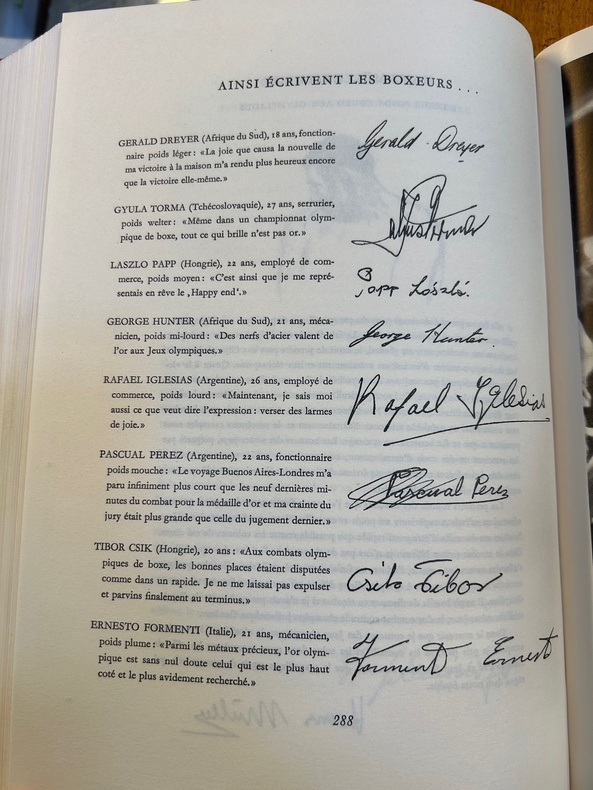 AINSI ÉCRIVENT LES BOXEURS . . .
GERALD DREYER (Afrique du Sud), 18 ans, fonction-
naire poids léger: «La joie que causa la nouvelle de
ma victoire à la maison m'a rendu plus heureux encore
que la victoire elle-même.»
Gerald Dreyer
GYULA TORMA (Tchécoslovaquie), 27 ans, serrurier,
poids welter: «Même dans un championnat olym-
pique de boxe, tout ce qui brille n'est pas or.»
LASZLO PAPP (Hongrie), 22 ans, employé de com-
merce, poids moyen: «C'est ainsi que je me repré-
sentais en rêve le ‚Happy end'.»
Papp László.
GEORGE HUNTER (Afrique du Sud), 21 ans, méca-
nicien, poids mi-lourd: «Des nerfs d'acier valent de
l'or aux Jeux olympiques.»
George Hunter.
RAFAEL IGLESIAS (Argentine), 26 ans, employé de
commerce, poids lourd: «Maintenant, je sais moi
aussi ce que veut dire l'expression: verser des larmes
de joie.»
Rafael Iglesias
PASCUAL PEREZ (Argentine), 22 ans, fonctionnaire
poids mouche: «Le voyage Buenos Aires-Londres m'a
paru infiniment plus court que les neuf dernières mi-
nutes du combat pour la médaille d'or et ma crainte du
jury était plus grande que celle du jugement dernier.»
Pascual Perez
TIBOR CSIK (Hongrie), 20 ans: «Aux combats olym-
piques de boxe, les bonnes places étaient disputées
comme dans un rapide. Je ne me laissai pas expulser
et parvins finalement au terminus.»
Csik Tibor
ERNESTO FORMENTI (Italie), 21 ans, mécanicien,
poids plume: «Parmi les métaux précieux, l'or olym-
pique est sans nul doute celui qui est le plus haut
coté et le plus avidement recherché.»
Formenti Ernesto
288